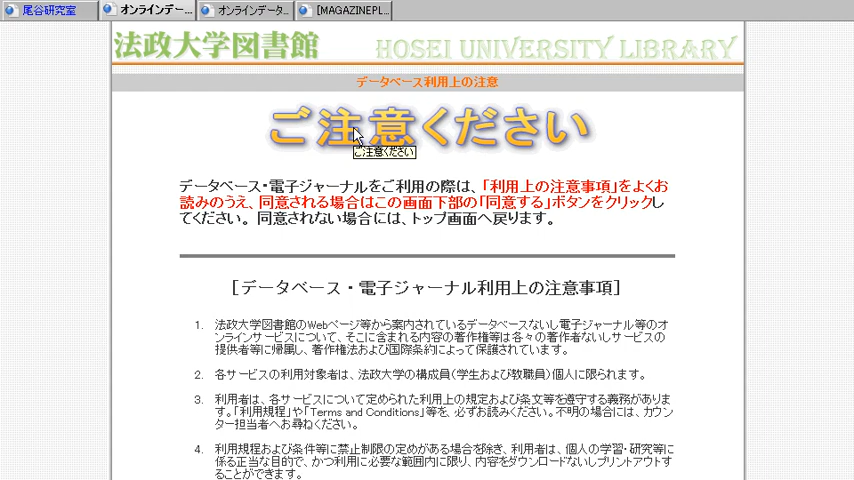 尾谷研究室 オンラインデー... オンラインデータ... [MAGAZINEPL...
法政大学図書館 HOSEI UNIVERSITY LIBRARY
データベース利用上の注意
ご注意ください
ご注意ください
データベース・電子ジャーナルをご利用の際は、「利用上の注意事項」をよくお
読みのうえ、同意される場合はこの画面下部の「同意する」ボタンをクリックし
てください。同意されない場合には、トップ画面へ戻ります。
［データベース・電子ジャーナル利用上の注意事項］
1. 法政大学図書館のWebページ等から案内されているデータベースないし電子ジャーナル等のオ
ンラインサービスについて、そこに含まれる内容の著作権等は各々の著作者ないしサービスの
提供者等に帰属し、著作権法および国際条約によって保護されています。
2. 各サービスの利用対象者は、法政大学の構成員（学生および教職員）個人に限られます。
3. 利用者は、各サービスについて定められた利用上の規定および条文等を遵守する義務がありま
す。「利用規程」や「Terms and Conditions」等を、必ずお読みください。不明の場合には、カウン
ター担当者へお尋ねください。
4. 利用規程および条件等に禁止制限の定めがある場合を除き、利用者は、個人の学習・研究等に
係る正当な目的で、かつ利用に必要な範囲内に限り、内容をダウンロードないしプリントアウトす
ることができます。